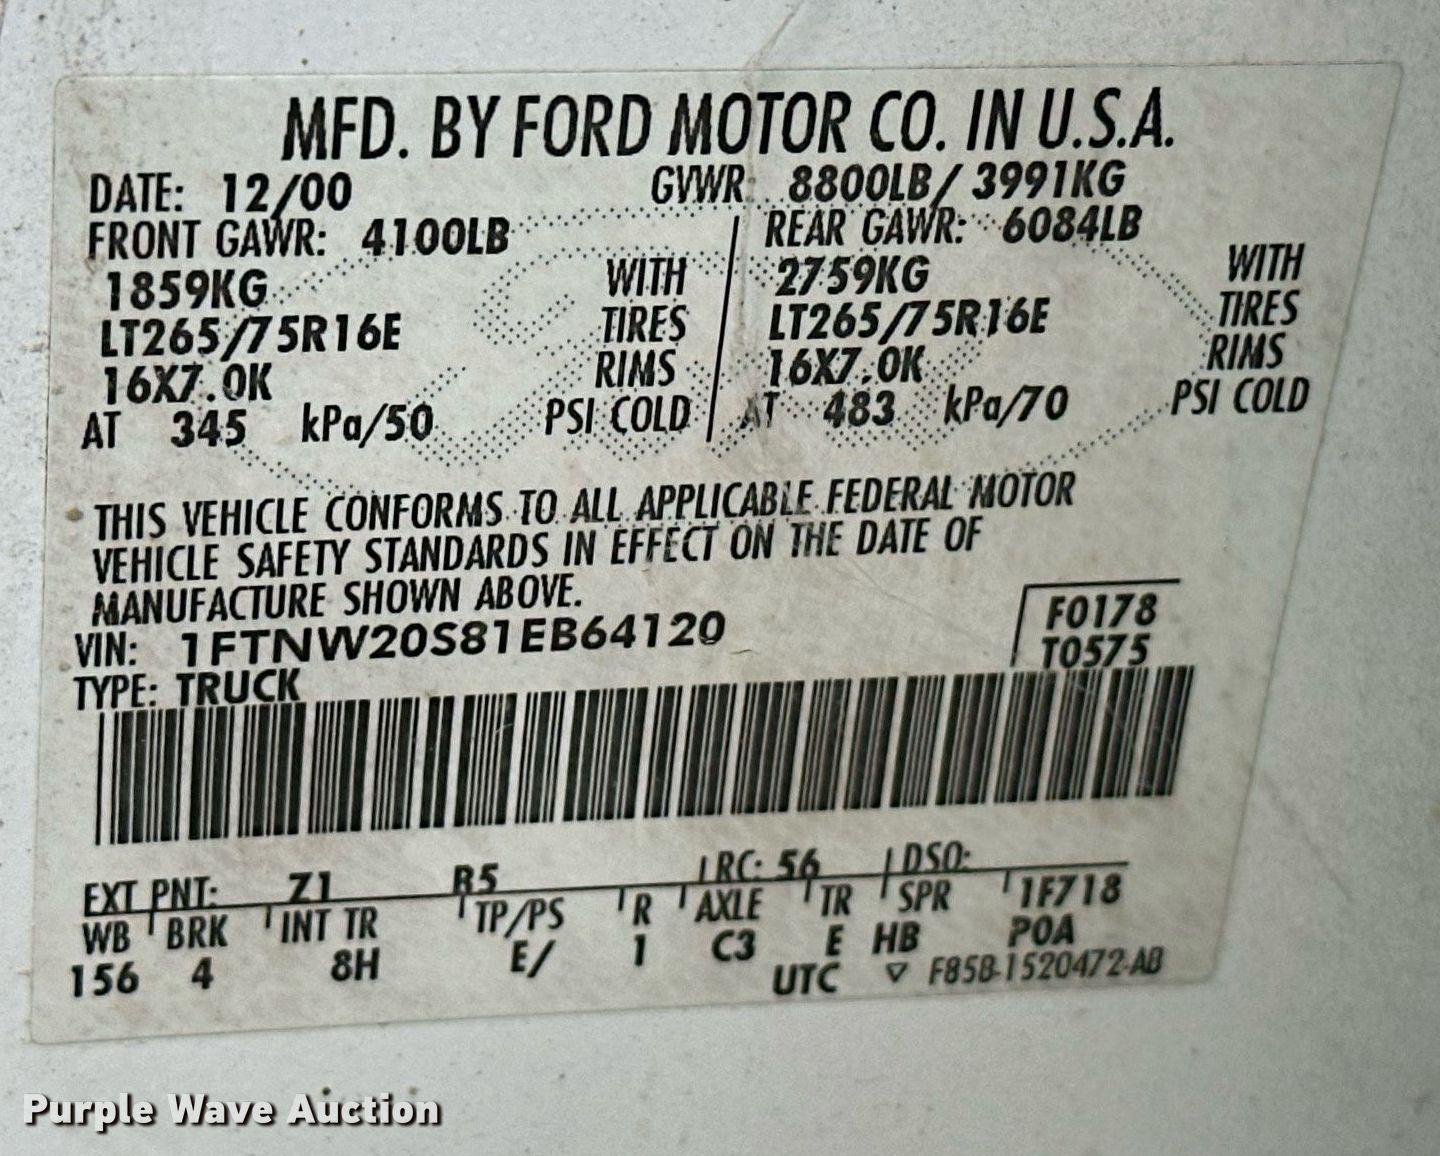 MFD. BY FORD MOTOR CO. IN U.S.A.
DATE: 12/00 GVWR: 8800LB/ 3991KG
FRONT GAWR: 4100LB REAR GAWR: 6084LB
1859KG WITH 2759KG WITH
LT265/75R16E TIRES LT265/75R16E TIRES
16X7.0K RIMS 16X7.0K RIMS
AT 345 kPa/50 PSI COLD AT 483 kPa/70 PSI COLD
THIS VEHICLE CONFORMS TO ALL APPLICABLE FEDERAL MOTOR
VEHICLE SAFETY STANDARDS IN EFFECT ON THE DATE OF
MANUFACTURE SHOWN ABOVE.
VIN: 1FTNW20S81EB64120 F0178
TYPE: TRUCK T0575
EXT PNT: Z1 B5 RC: 56 DSO:
WB BRK INT TR TP/PS R AXLE TR SPR 1F718
156 4 8H E/ 1 C3 E HB POA
UTC ▽ F85B-1520472-AB
Purple Wave Auction